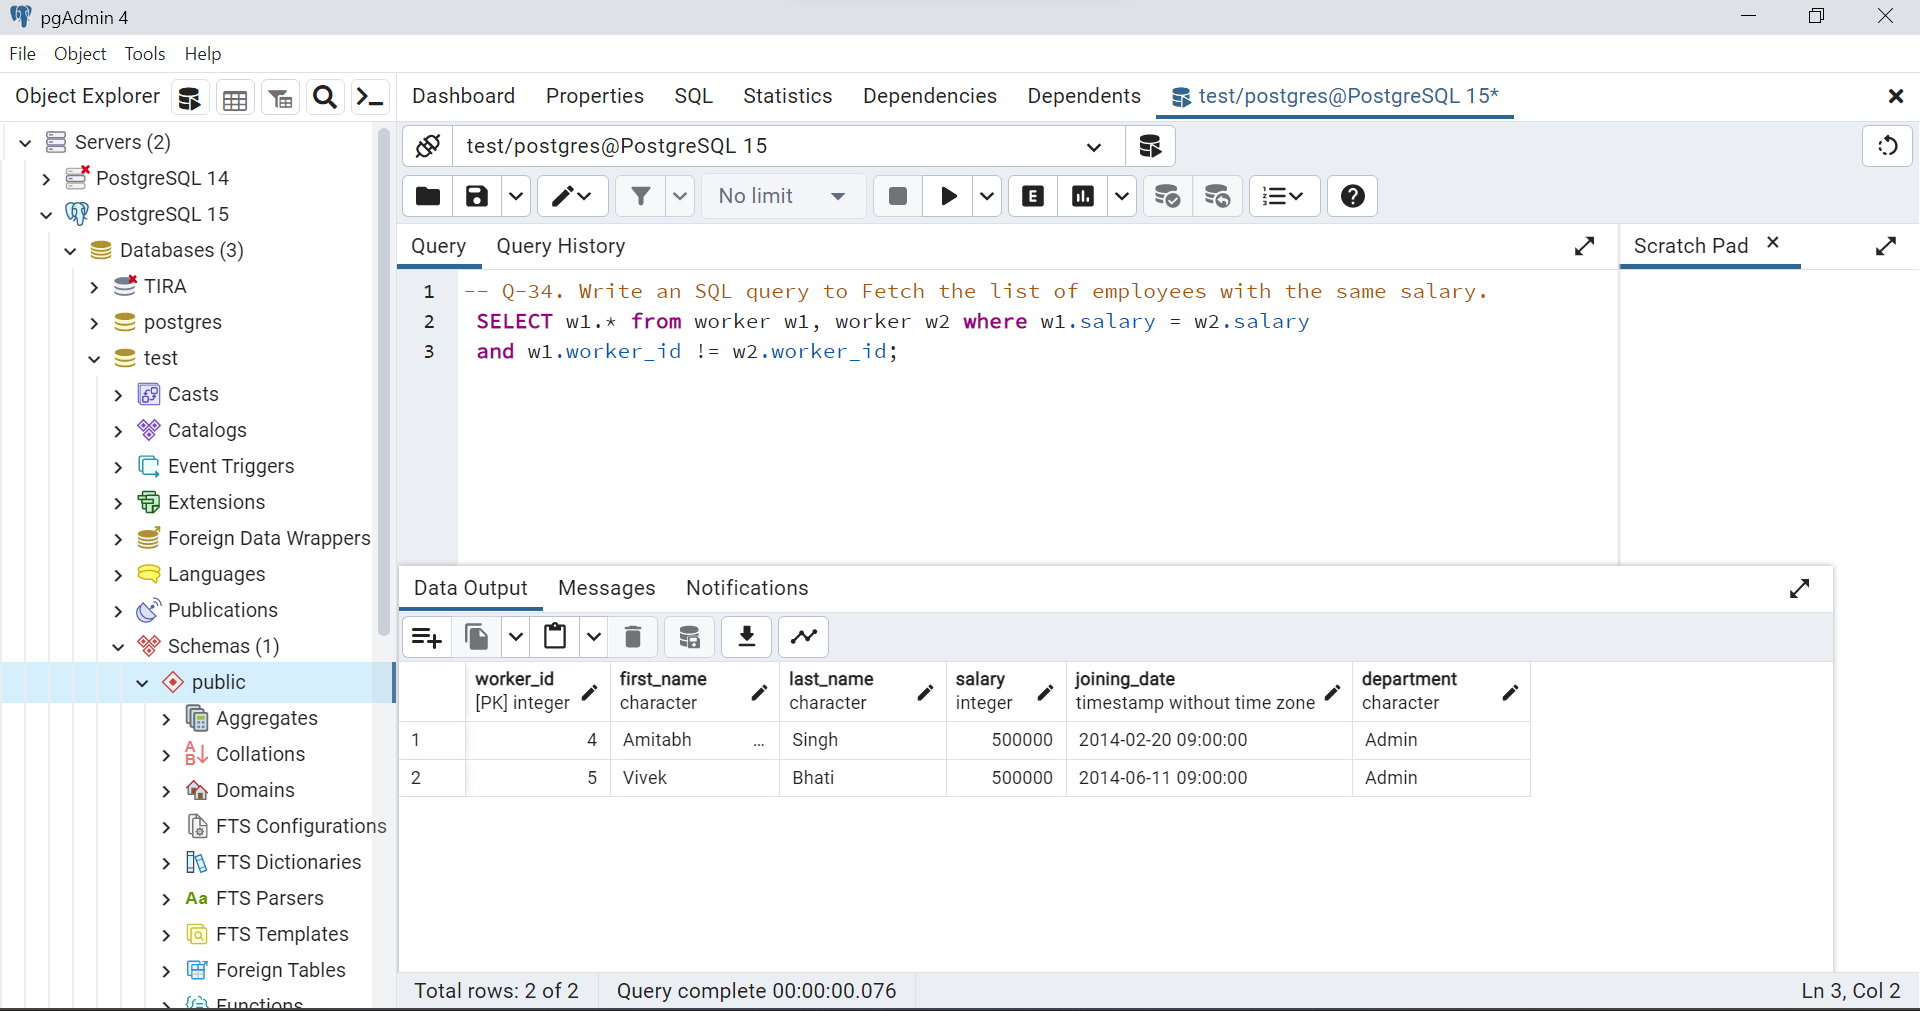 pgAdmin 4
File Object Tools Help
Object Explorer
Dashboard Properties SQL Statistics Dependencies Dependents test/postgres@PostgreSQL 15*
Servers (2)
PostgreSQL 14
PostgreSQL 15
Databases (3)
TIRA
postgres
test
Casts
Catalogs
Event Triggers
Extensions
Foreign Data Wrappers
Languages
Publications
Schemas (1)
public
Aggregates
Collations
Domains
FTS Configurations
FTS Dictionaries
Aa FTS Parsers
FTS Templates
Foreign Tables
Functions
test/postgres@PostgreSQL 15
No limit
E
Query Query History
Scratch Pad
1 -- Q-34. Write an SQL query to Fetch the list of employees with the same salary.
2 SELECT w1.* from worker w1, worker w2 where w1.salary = w2.salary
3 and w1.worker_id != w2.worker_id;
Data Output Messages Notifications
worker_id first_name last_name salary joining_date department
[PK] integer character character integer timestamp without time zone character
1 4 Amitabh ... Singh 500000 2014-02-20 09:00:00 Admin
2 5 Vivek Bhati 500000 2014-06-11 09:00:00 Admin
Total rows: 2 of 2 Query complete 00:00:00.076 Ln 3, Col 2